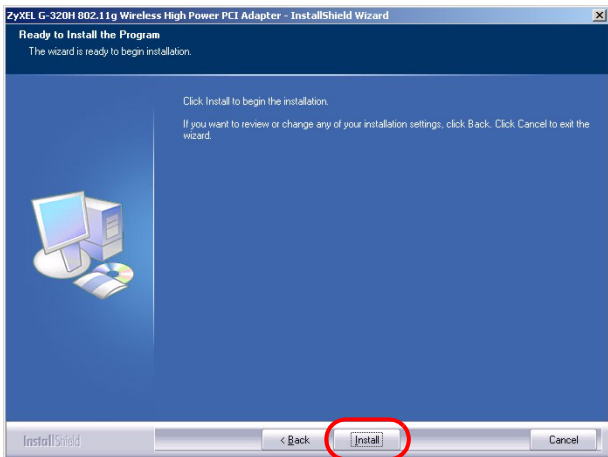 ZyXEL G-320H 802.11g Wireless High Power PCI Adapter - InstallShield Wizard
Ready to Install the Program
The wizard is ready to begin installation.
Click Install to begin the installation.
If you want to review or change any of your installation settings, click Back. Click Cancel to exit the
wizard.
InstallShield
< Back
Install
Cancel